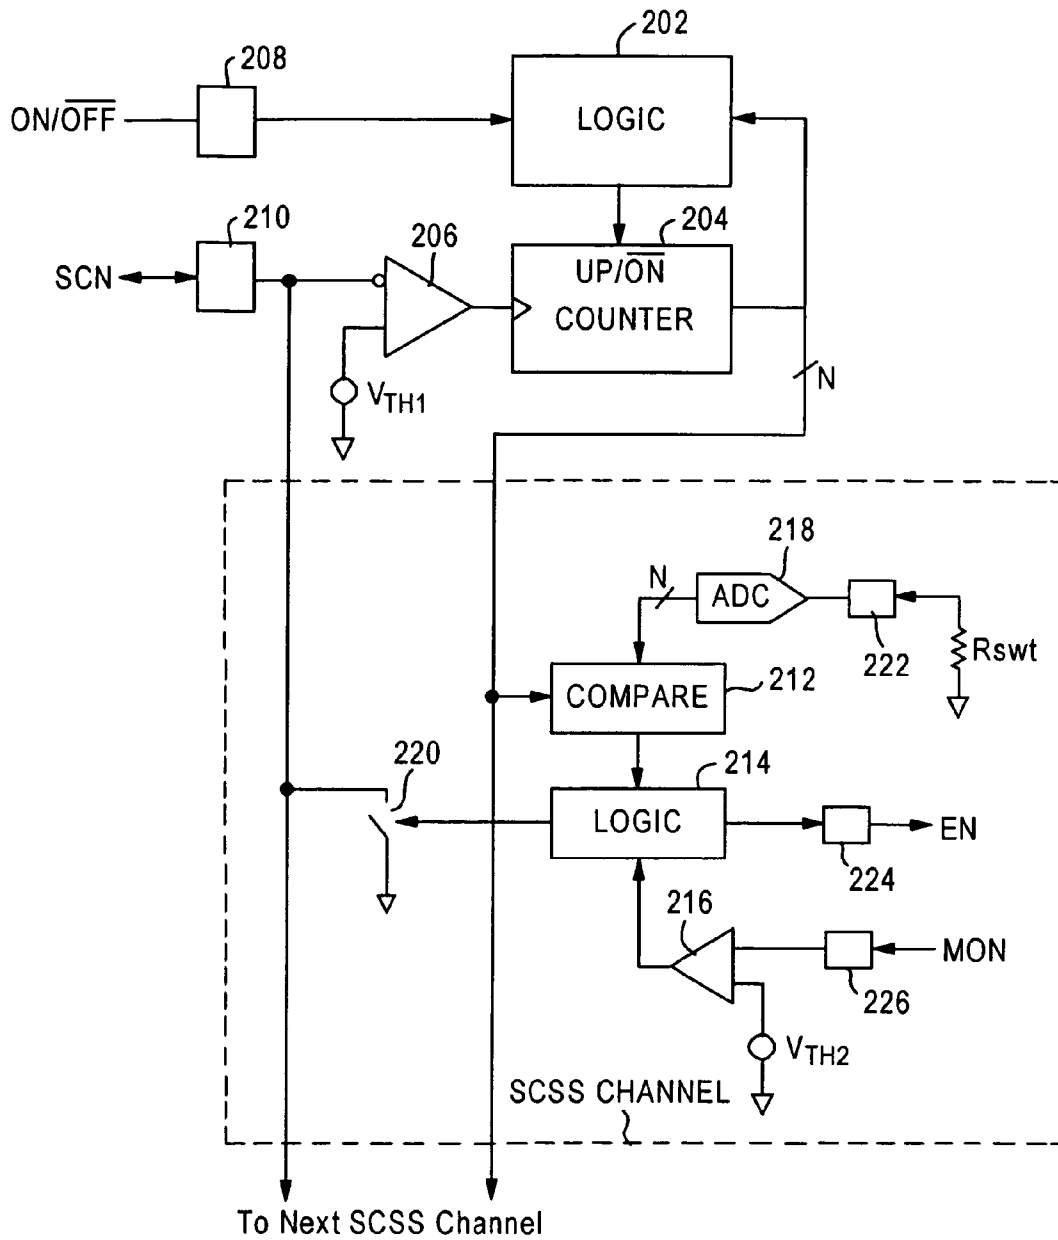 202
208
ON/OFF
LOGIC
210
204
206
SCN
UP/ON
COUNTER
VTH1
N
218
N
ADC
222
Rswt
COMPARE
212
220
214
LOGIC
EN
224
216
MON
226
VTH2
SCSS CHANNEL
To Next SCSS Channel